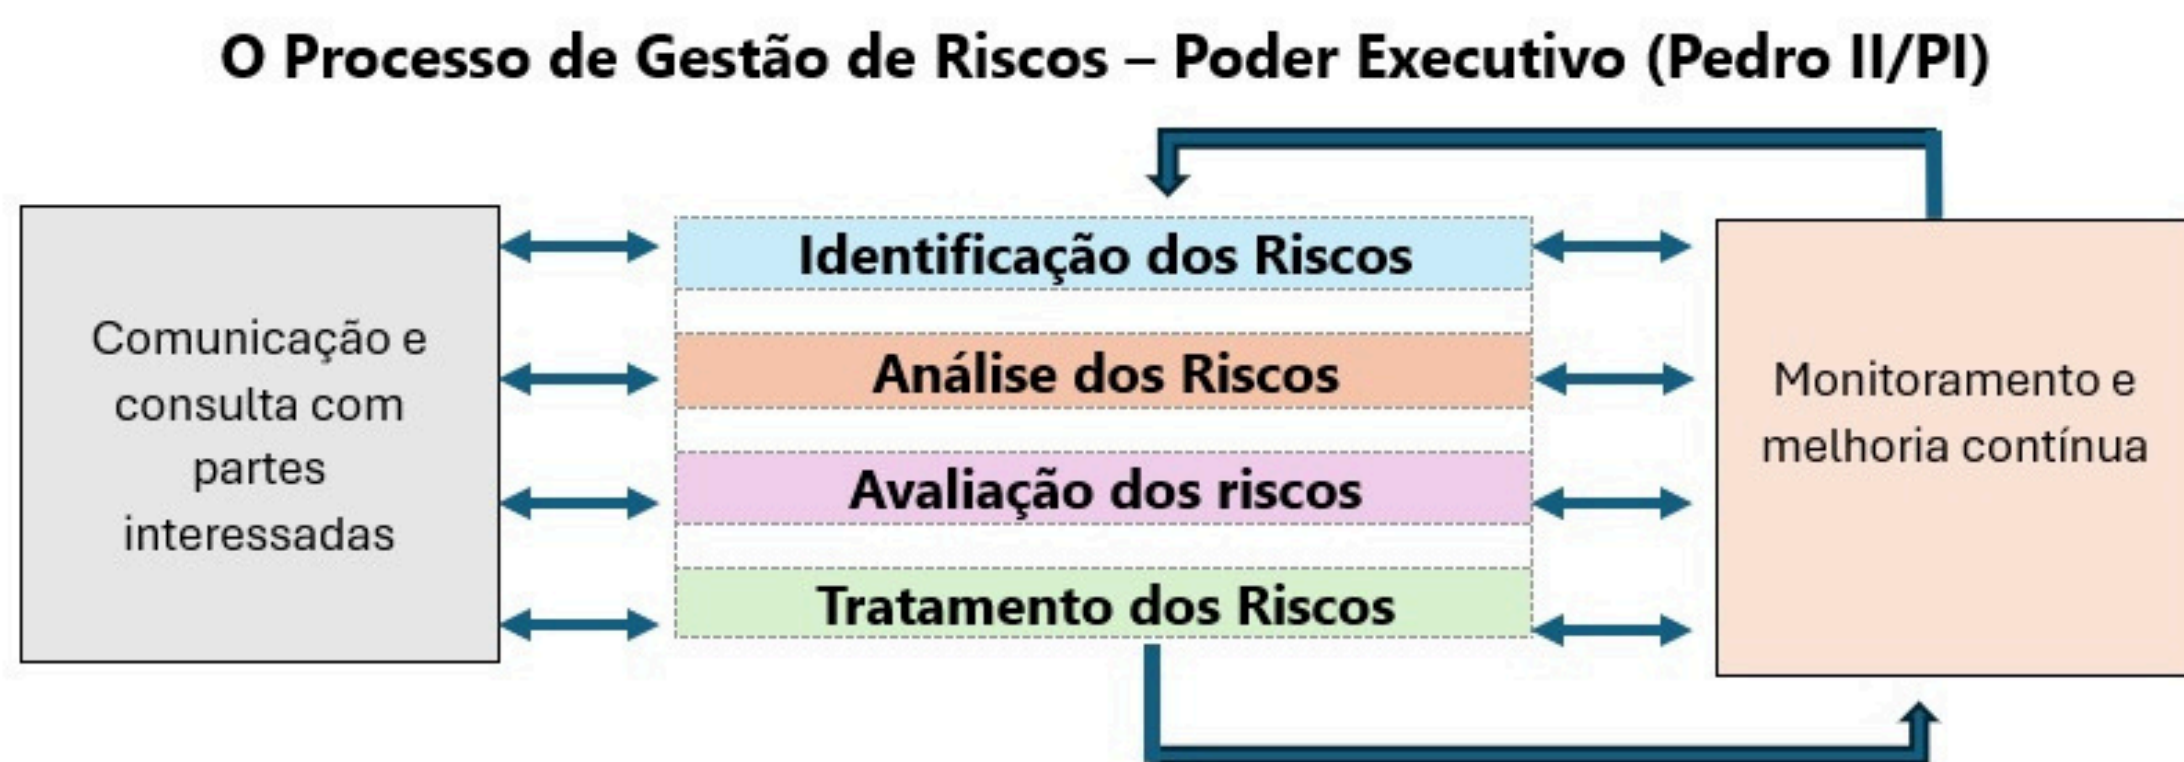 O Processo de Gestão de Riscos – Poder Executivo (Pedro II/PI)
Comunicação e
consulta com
partes
interessadas
Identificação dos Riscos
Análise dos Riscos
Avaliação dos riscos
Tratamento dos Riscos
Monitoramento e
melhoria contínua